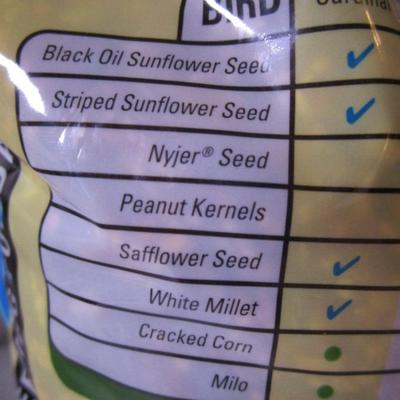 BIRD
Cardinal
Black Oil Sunflower Seed
Striped Sunflower Seed
Nyjer® Seed
Peanut Kernels
Safflower Seed
White Millet
Cracked Corn
Milo